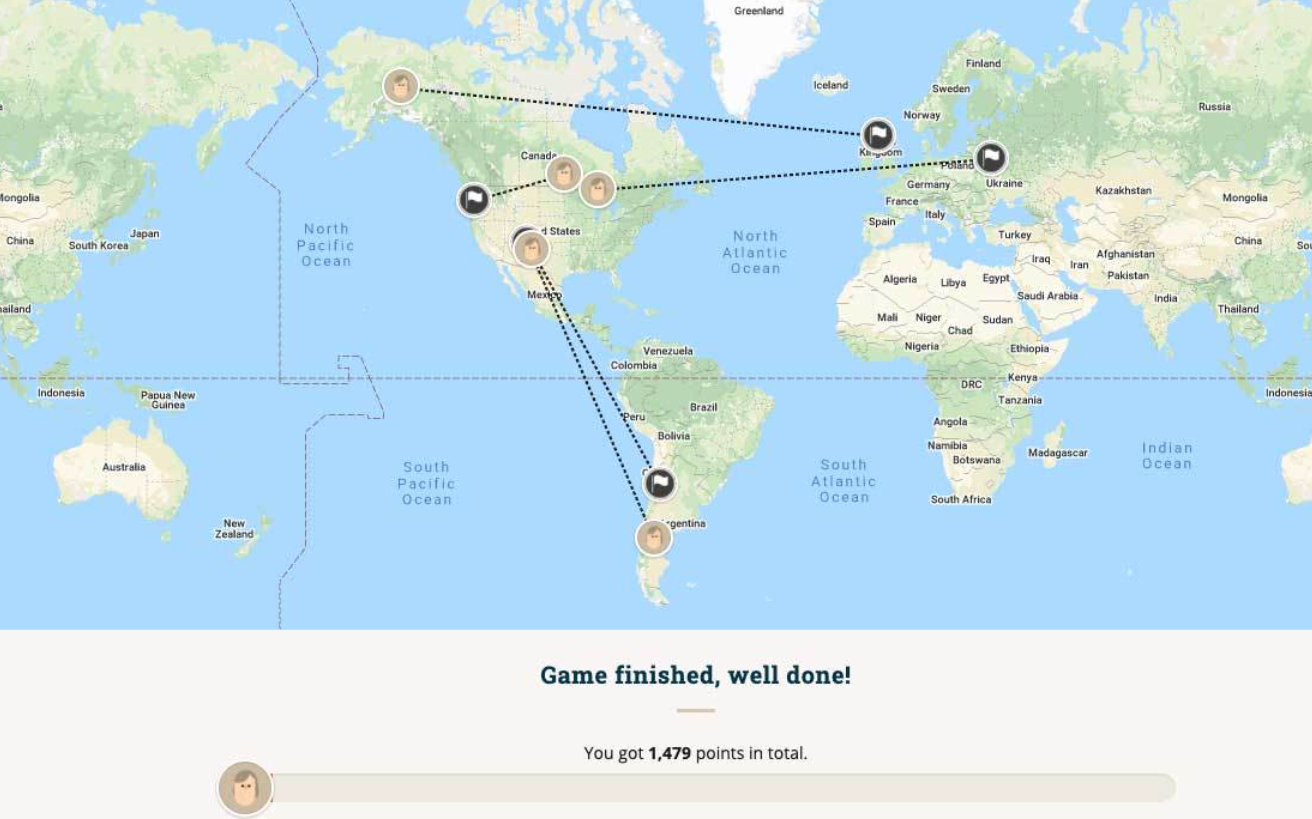 Greenland
Iceland
Finland
Sweden
Norway
Russia
Canada
Kingdom
Poland
Germany
Ukraine
France
Kazakhstan
Mongolia
Mongolia
Spain
Italy
North
Pacific
Ocean
Japan
China
South Korea
d States
North
Atlantic
Ocean
Turkey
China
Sou
Iraq
Iran
Afghanistan
Pakistan
Algeria
Libya
Egypt
Saudi Arabia
India
Mexico
hailand
Thailand
Mali
Niger
Sudan
Chad
Nigeria
Ethiopia
Venezuela
Colombia
Indonesia
Papua New
Guinea
DRC
Kenya
Tanzania
Indonesia
Peru
Brazil
Bolivia
Angola
Namibia
Botswana
Madagascar
Indian
Ocean
Australia
South
Pacific
Ocean
South
Atlantic
Ocean
South Africa
New
Zealand
rgentina
Game finished, well done!
You got 1,479 points in total.